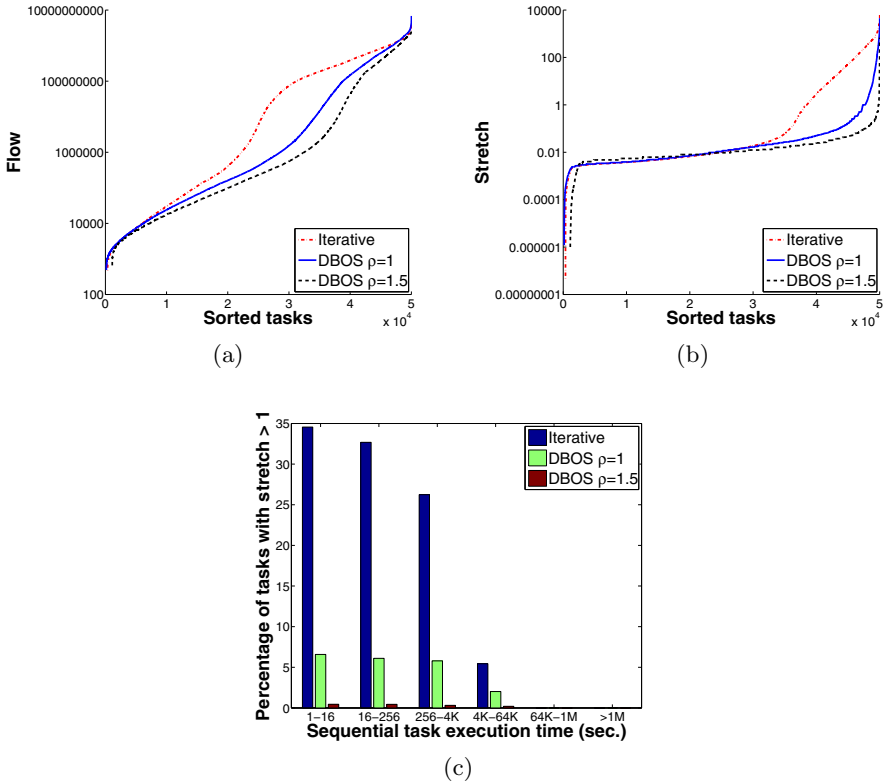 10000000000
100000000
1000000
10000
100
Flow
0
1
2
3
4
5
x 10⁴
Sorted tasks
Iterative
DBOS ρ=1
DBOS ρ=1.5
(a)
10000
100
1
0.01
0.0001
0.000001
0.00000001
Stretch
0
1
2
3
4
5
x 10⁴
Sorted tasks
Iterative
DBOS ρ=1
DBOS ρ=1.5
(b)
35
30
25
20
15
10
5
0
Percentage of tasks with stretch > 1
Iterative
DBOS ρ=1
DBOS ρ=1.5
1−16
16−256
256−4K
4K−64K
64K−1M
>1M
Sequential task execution time (sec.)
(c)